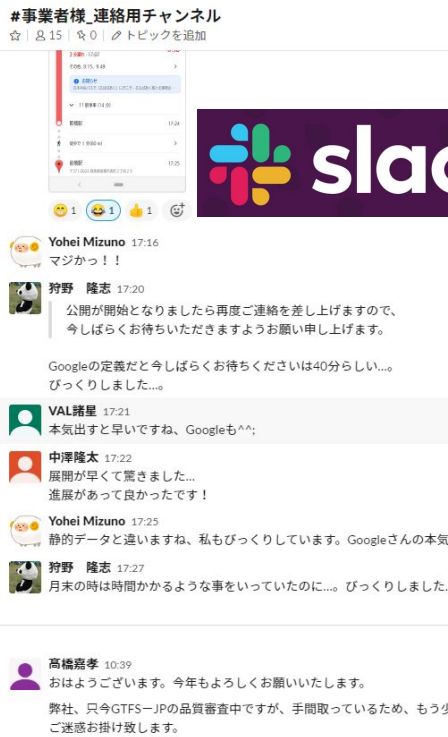 #事業者様_連絡用チャンネル
15 0 トピックを追加
17:24
17:25
1 1 1
slac
Yohei Mizuno 17:16
マジかっ！！
狩野 隆志 17:20
公開が開始となりましたら再度ご連絡を差し上げますので、
今しばらくお待ちいただきますようお願い申し上げます。
Googleの定義だと今しばらくお待ちくださいは40分らしい…。
びっくりしました…。
VAL諸星 17:21
本気出すと早いですね、Googleも^^;
中澤隆太 17:22
展開が早くて驚きました…
進展があって良かったです！
Yohei Mizuno 17:25
静的データと違いますね、私もびっくりしています。Googleさんの本気
狩野 隆志 17:27
月末の時は時間かかるような事をいっていたのに…。びっくりしました.
髙橋嘉孝 10:39
おはようございます。今年もよろしくお願いいたします。
弊社、只今GTFSーJPの品質審査中ですが、手間取っているため、もう少
ご迷惑お掛け致します。